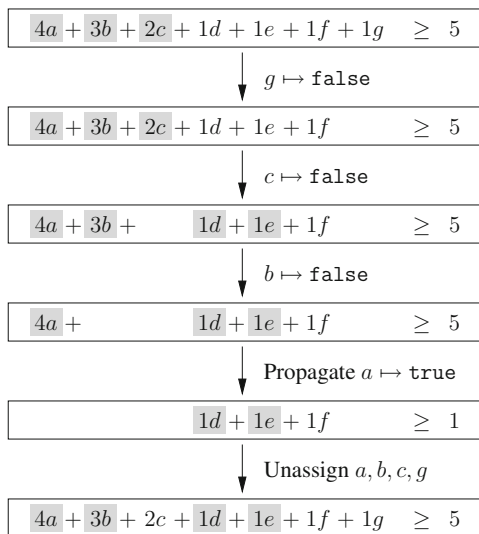 4a + 3b + 2c + 1d + 1e + 1f + 1g ≥ 5
g ↦ false
4a + 3b + 2c + 1d + 1e + 1f ≥ 5
c ↦ false
4a + 3b + 1d + 1e + 1f ≥ 5
b ↦ false
4a + 1d + 1e + 1f ≥ 5
Propagate a ↦ true
1d + 1e + 1f ≥ 1
Unassign a, b, c, g
4a + 3b + 2c + 1d + 1e + 1f + 1g ≥ 5